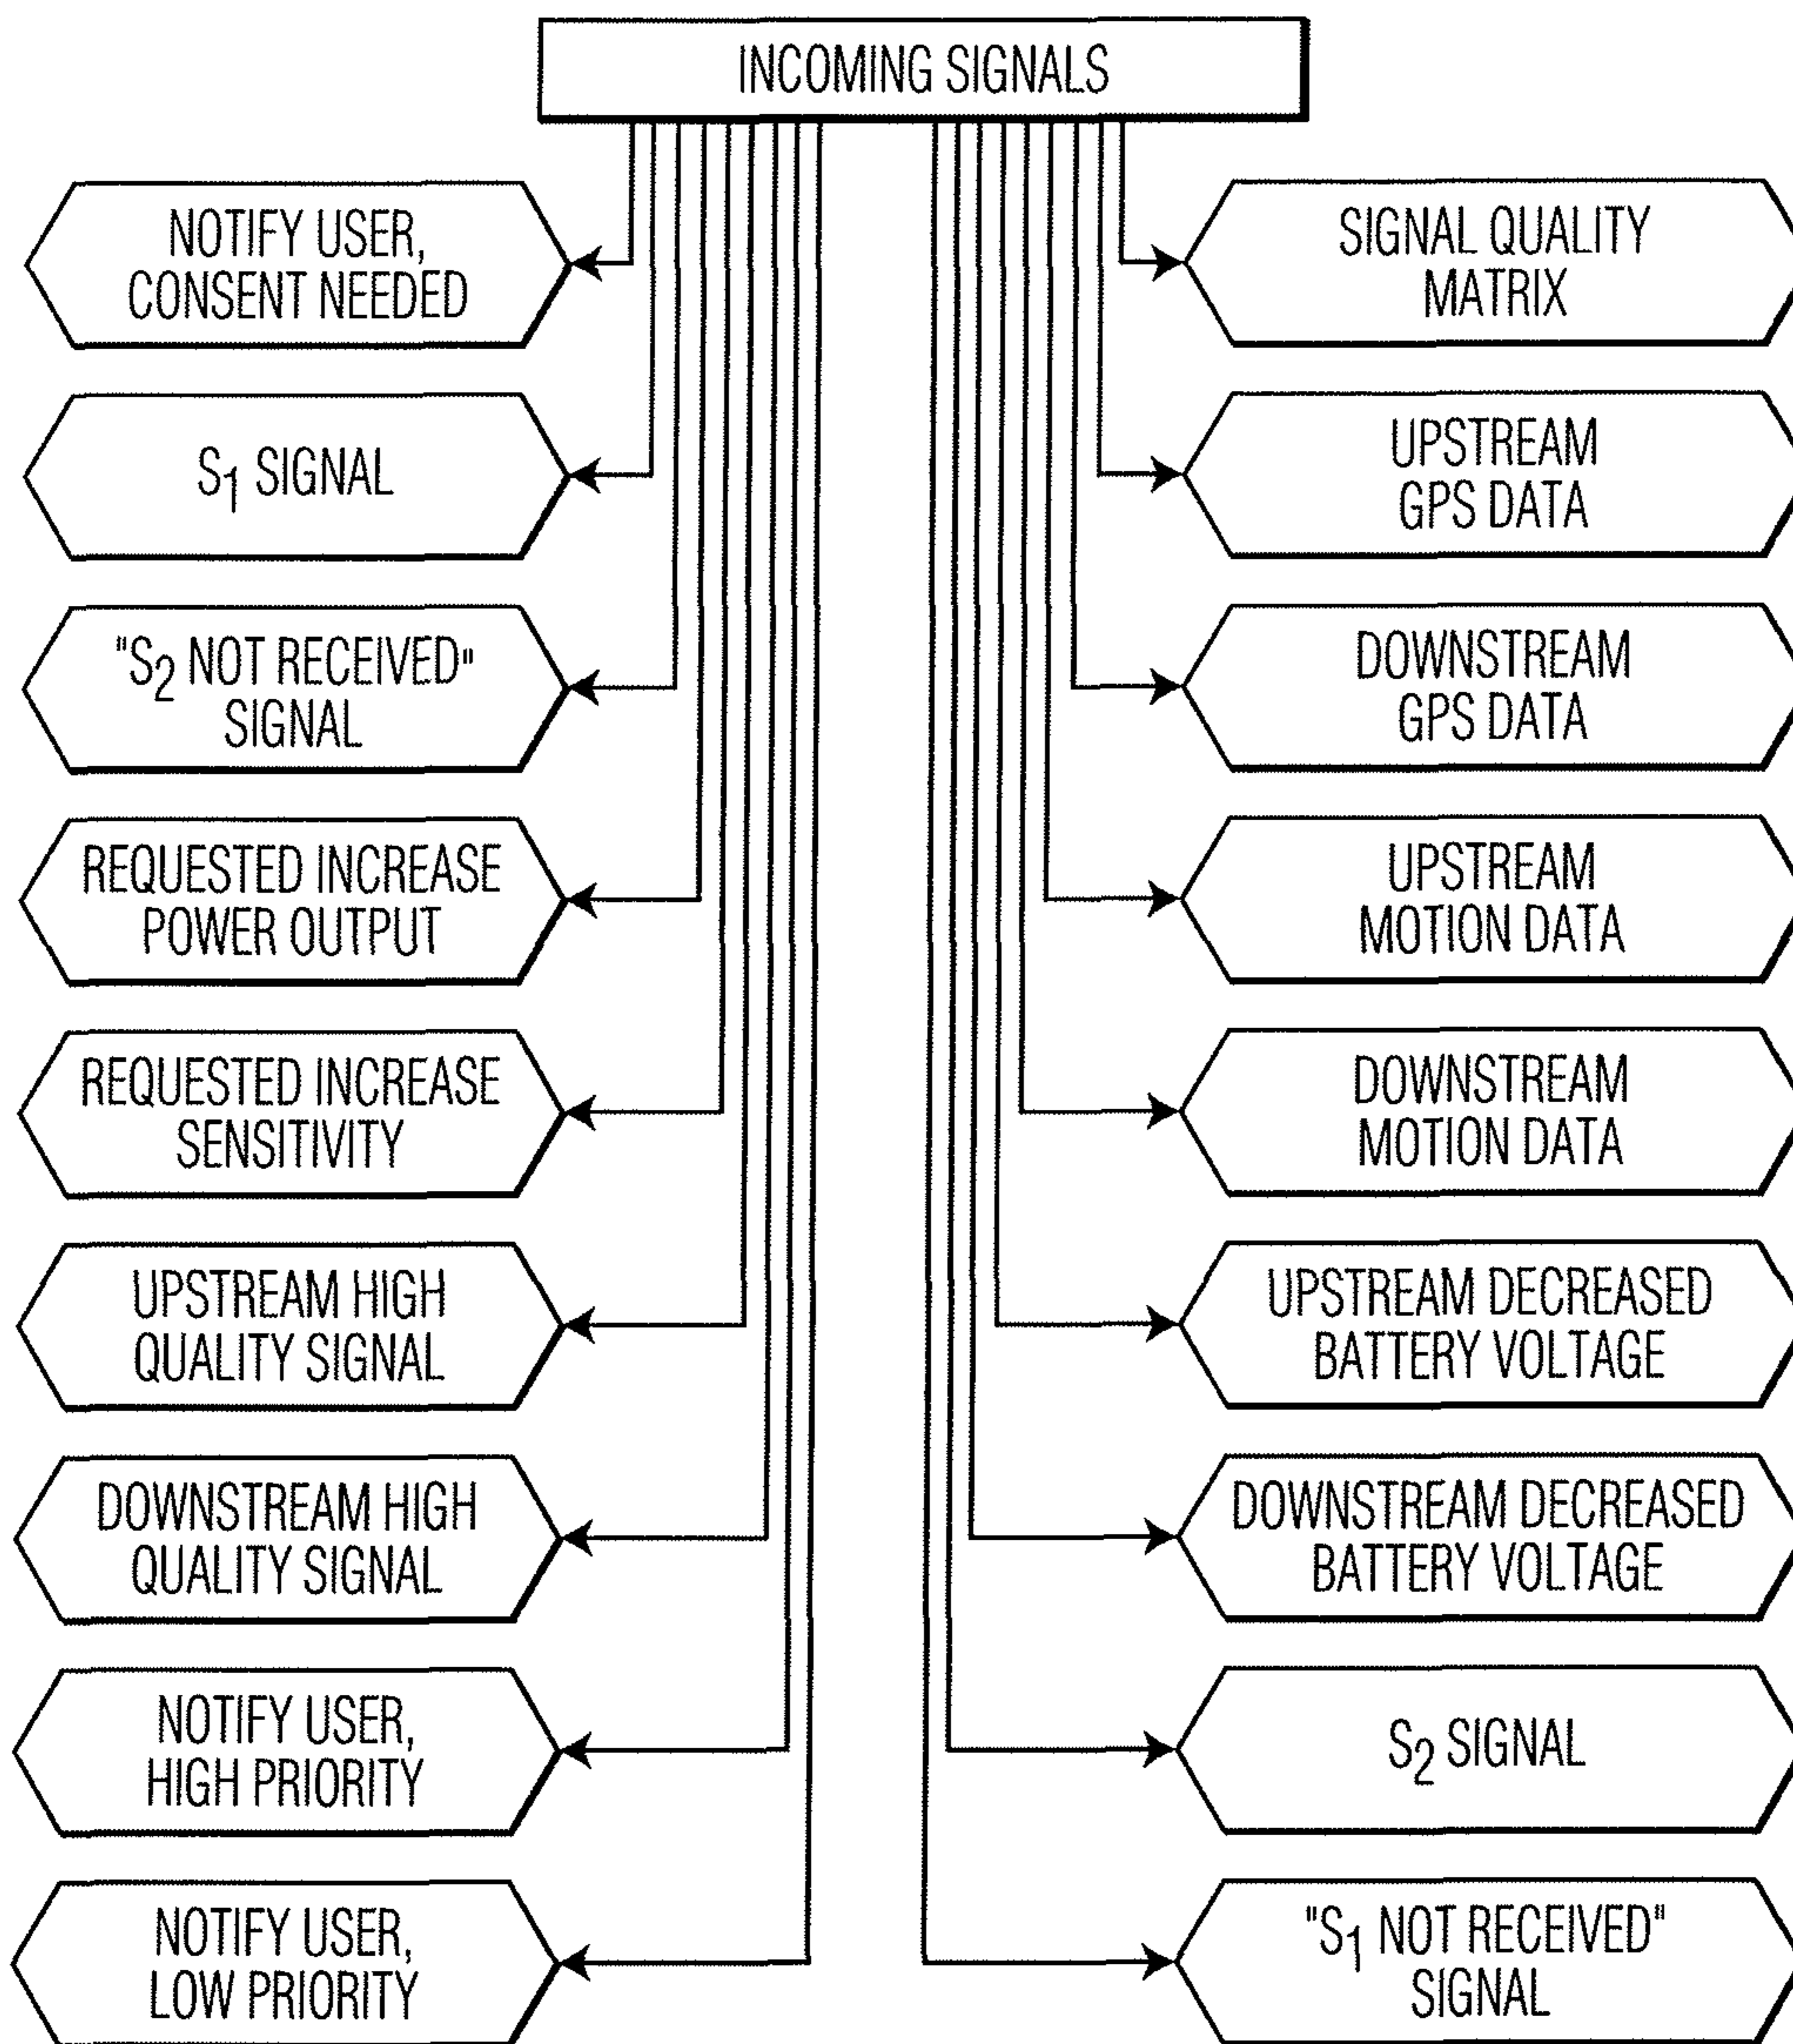 INCOMING SIGNALS
NOTIFY USER,
CONSENT NEEDED
S1 SIGNAL
"S2 NOT RECEIVED"
SIGNAL
REQUESTED INCREASE
POWER OUTPUT
REQUESTED INCREASE
SENSITIVITY
UPSTREAM HIGH
QUALITY SIGNAL
DOWNSTREAM HIGH
QUALITY SIGNAL
NOTIFY USER,
HIGH PRIORITY
NOTIFY USER,
LOW PRIORITY
SIGNAL QUALITY
MATRIX
UPSTREAM
GPS DATA
DOWNSTREAM
GPS DATA
UPSTREAM
MOTION DATA
DOWNSTREAM
MOTION DATA
UPSTREAM DECREASED
BATTERY VOLTAGE
DOWNSTREAM DECREASED
BATTERY VOLTAGE
S2 SIGNAL
"S1 NOT RECEIVED"
SIGNAL